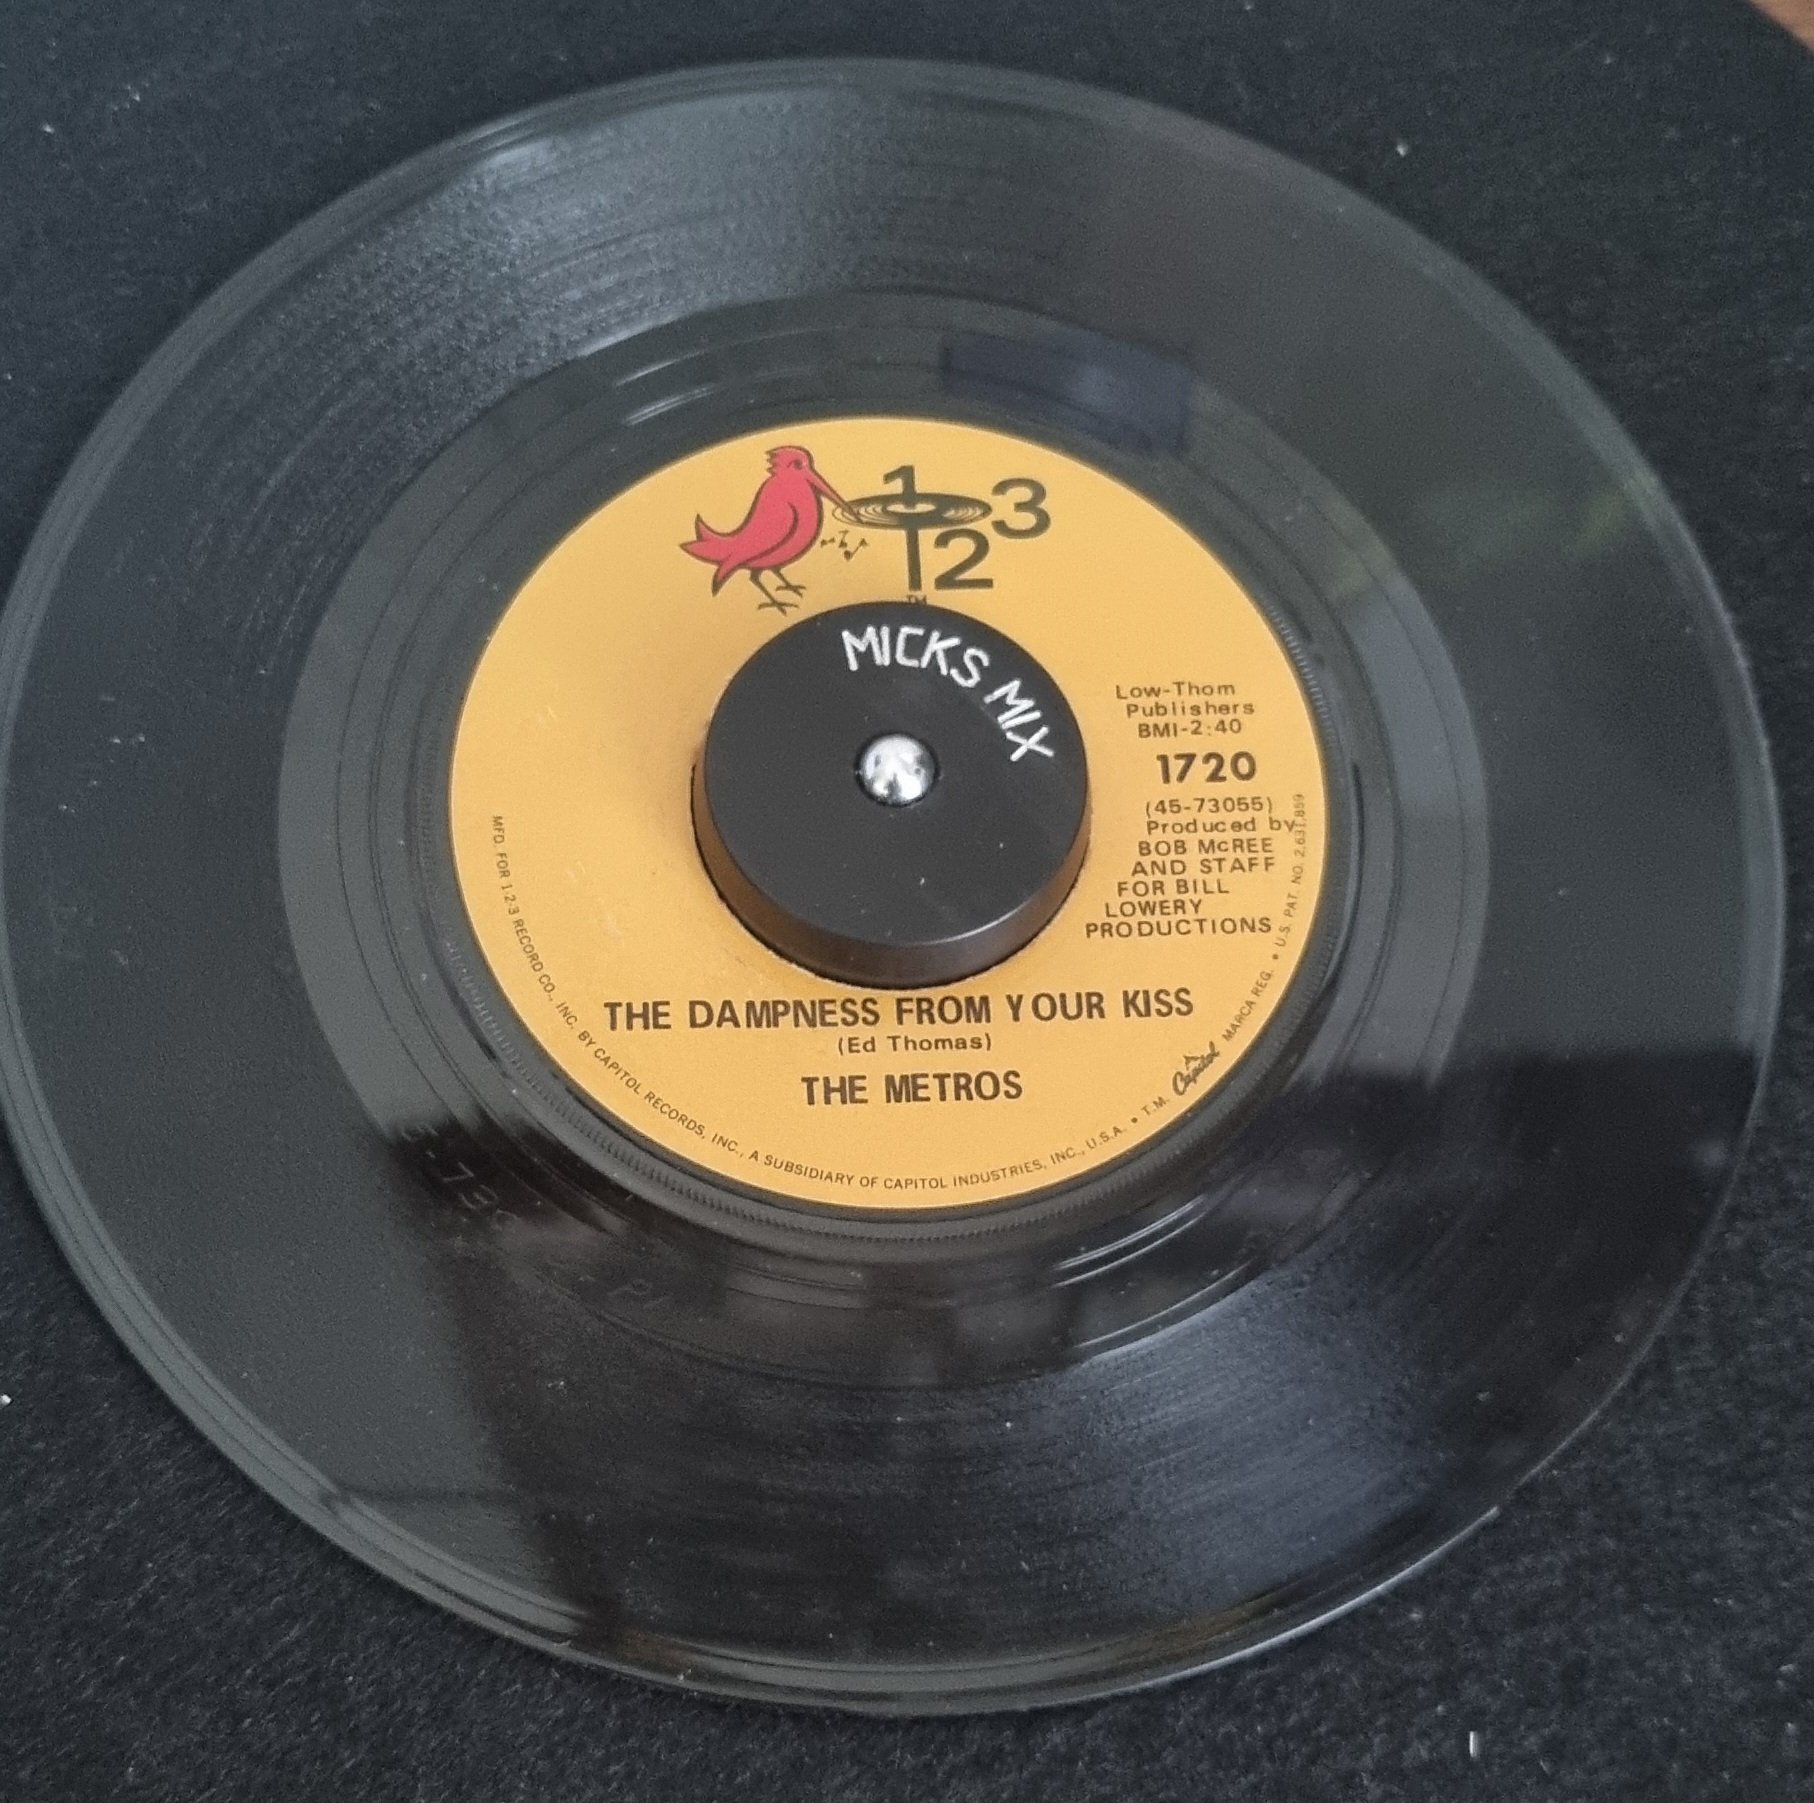 1 2 3
TM
MICKS MIX
Low-Thom
Publishers
BMI-2:40
1720
(45-73055)
Produced by
BOB McREE
AND STAFF
FOR BILL
LOWERY
PRODUCTIONS
THE DAMPNESS FROM YOUR KISS
(Ed Thomas)
THE METROS
MFD. FOR 1-2-3 RECORD CO., INC. BY CAPITOL RECORDS, INC., A SUBSIDIARY OF CAPITOL INDUSTRIES, INC., U.S.A. • T.M. Capitol MARCA REG. • U.S. PAT. NO. 2,631,859